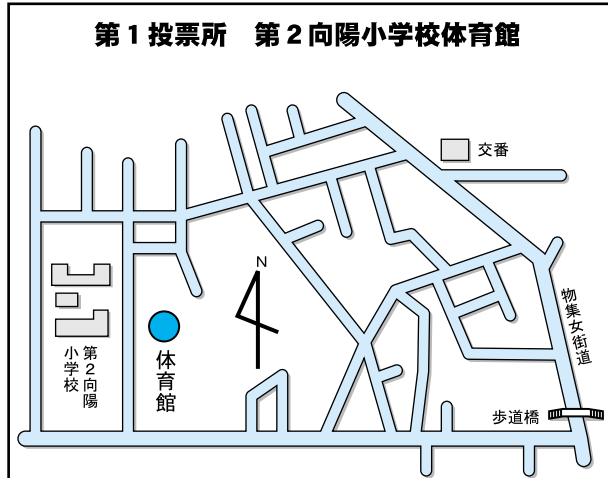 第１投票所　第２向陽小学校体育館
交番
N
物集女街道
体育館
第２向陽
小学校
歩道橋